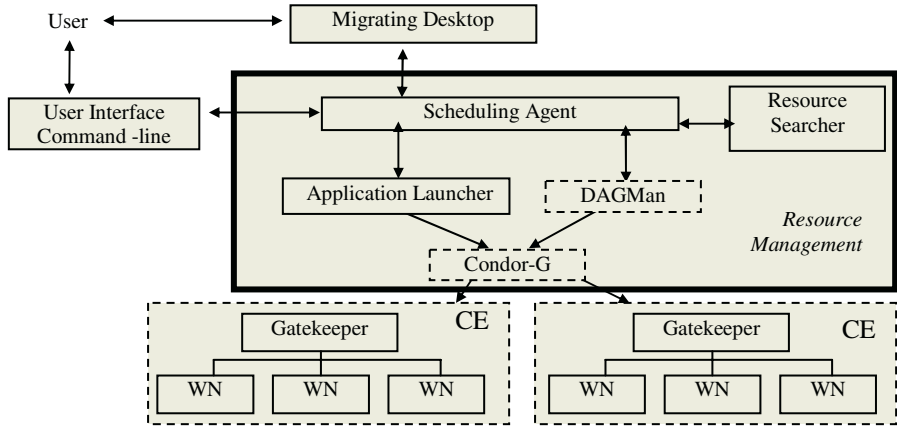 User
Migrating Desktop
User Interface
Command -line
Scheduling Agent
Resource
Searcher
Application Launcher
DAGMan
Resource
Management
Condor-G
CE
Gatekeeper
WN
WN
WN
CE
Gatekeeper
WN
WN
WN